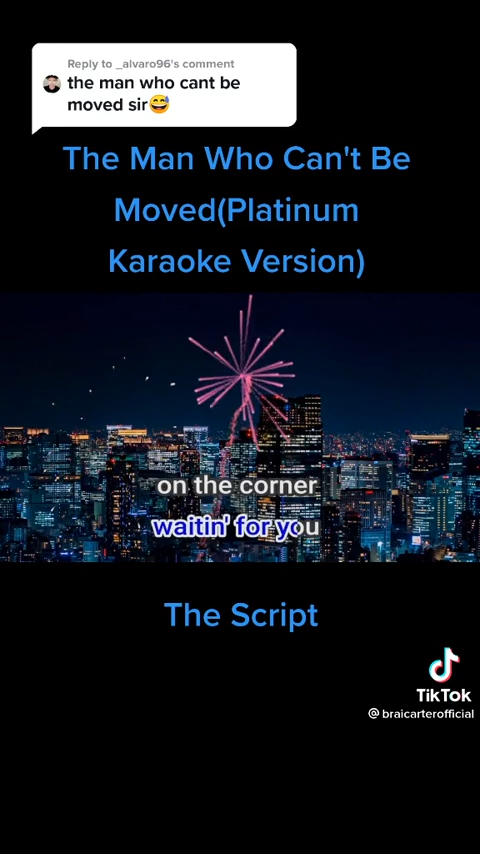 Reply to _alvaro96's comment
the man who cant be
moved sir😅
The Man Who Can't Be
Moved(Platinum
Karaoke Version)
on the corner
waitin' for you
The Script
TikTok
@braicarterofficial